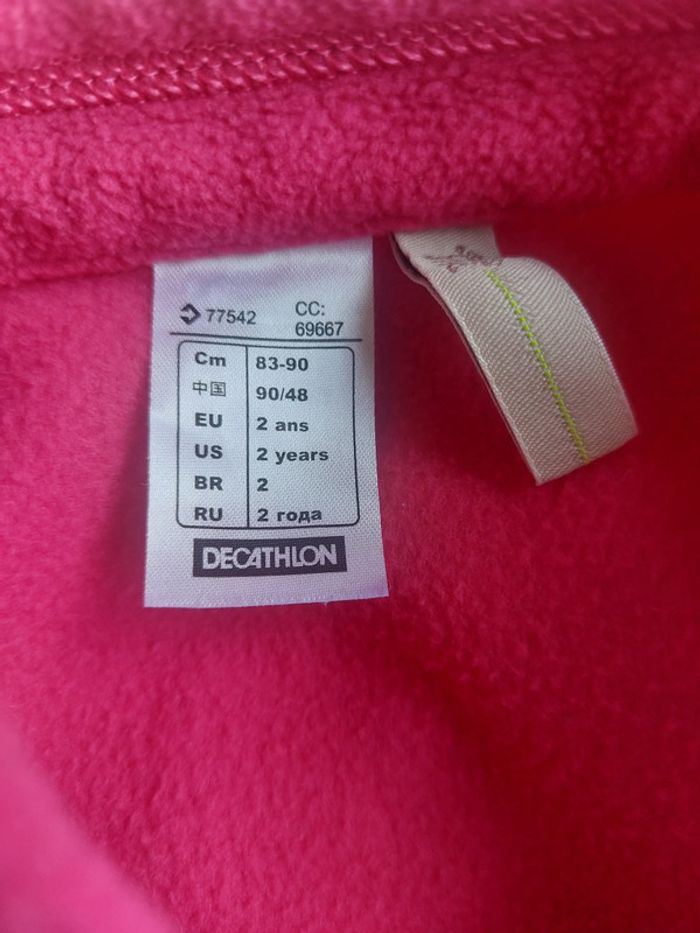 77542 CC:
69667
Cm 83-90
中国 90/48
EU 2 ans
US 2 years
BR 2
RU 2 года
DECATHLON